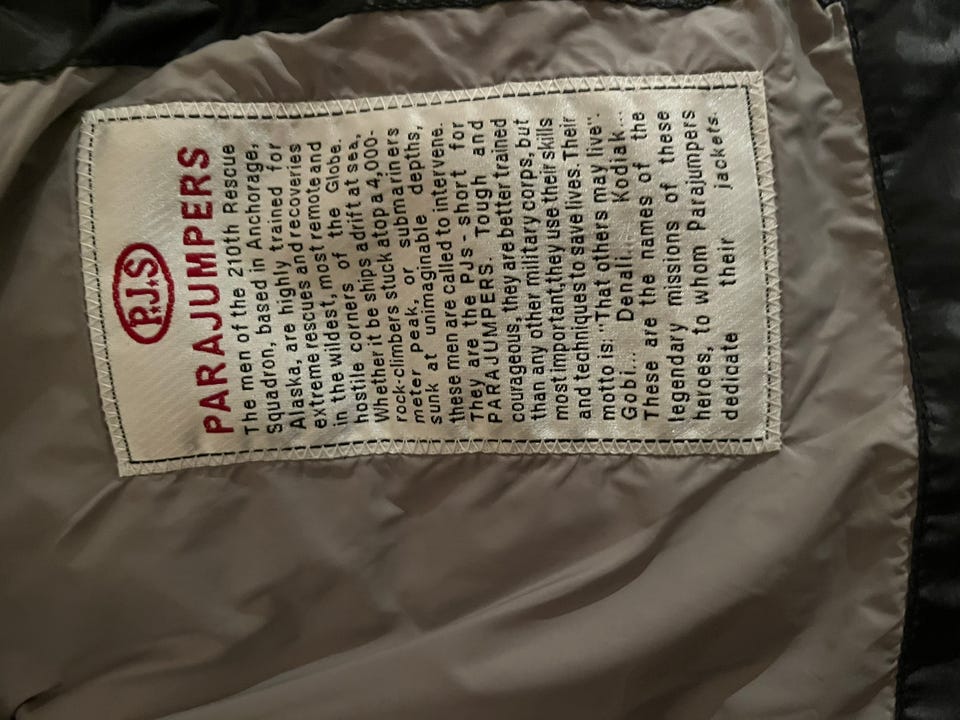 P.J.S
PARAJUMPERS
The men of the 210th Rescue
Squadron, based in Anchorage,
Alaska, are highly trained for
extreme rescues and recoveries
in the wildest, most remote and
hostile corners of the Globe.
Whether it be ships adrift at sea,
rock-climbers stuck atop a 4,000-
meter Peak, or submariners
sunk at unimaginable depths,
these men are called to intervene.
They are the PJs - short for
PARAJUMPERS. Tough and
courageous, they are better trained
than any other military corps, but
most important, they use their skills
and techniques to save lives. Their
motto is: "That others may live".
Gobi... Denali... Kodiak...
These are the names of the
legendary missions of these
heroes, to whom Parajumpers
dedicate their jackets.